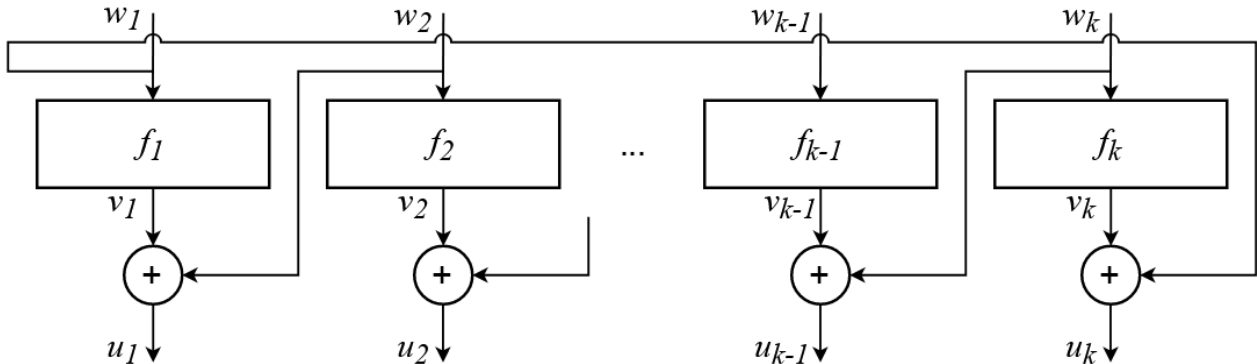 w1 w2 wk-1 wk
f1 f2 ... fk-1 fk
v1 v2 vk-1 vk
+ + + +
u1 u2 uk-1 uk